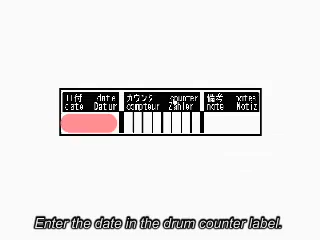 日付 date カウンタ counter 備考 notes
date Datum compteur Zähler note Notiz
Enter the date in the drum counter label.